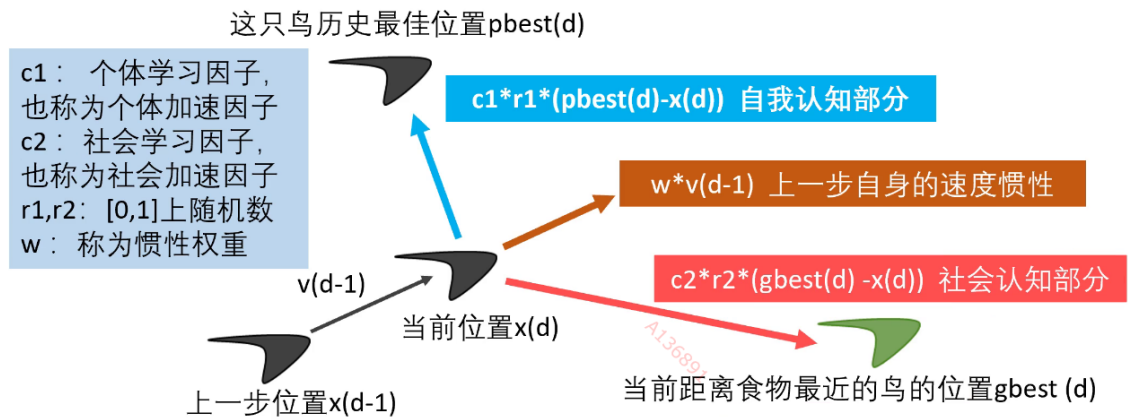 这只鸟历史最佳位置pbest(d)
c1： 个体学习因子,
也称为个体加速因子
c2： 社会学习因子,
也称为社会加速因子
r1,r2: [0,1]上随机数
w： 称为惯性权重
c1*r1*(pbest(d)-x(d)) 自我认知部分
w*v(d-1) 上一步自身的速度惯性
c2*r2*(gbest(d) -x(d)) 社会认知部分
v(d-1)
当前位置x(d)
A136891
上一步位置x(d-1)
当前距离食物最近的鸟的位置gbest (d)